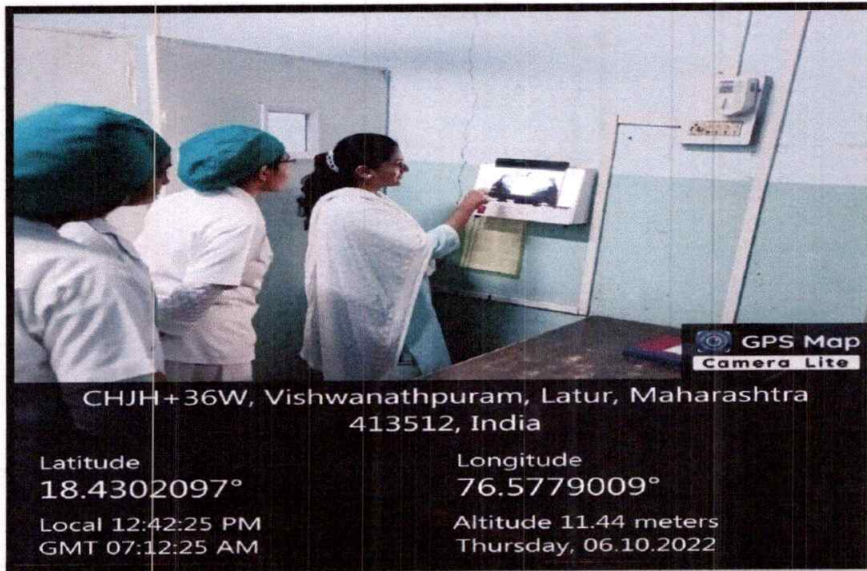 GPS Map
Camera Lite
CHJH+36W, Vishwanathpuram, Latur, Maharashtra
413512, India
Latitude
18.4302097°
Longitude
76.5779009°
Local 12:42:25 PM
GMT 07:12:25 AM
Altitude 11.44 meters
Thursday, 06.10.2022